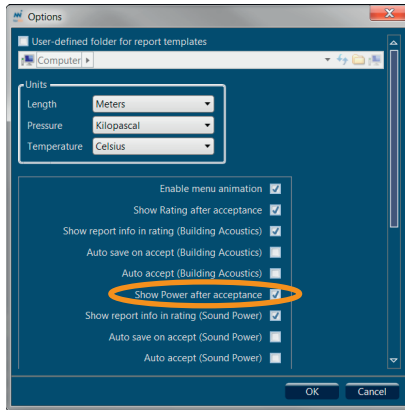 Options
User-defined folder for report templates
Computer
Units
Length Meters
Pressure Kilopascal
Temperature Celsius
Enable menu animation
Show Rating after acceptance
Show report info in rating (Building Acoustics)
Auto save on accept (Building Acoustics)
Auto accept (Building Acoustics)
Show Power after acceptance
Show report info in rating (Sound Power)
Auto save on accept (Sound Power)
Auto accept (Sound Power)
OK Cancel